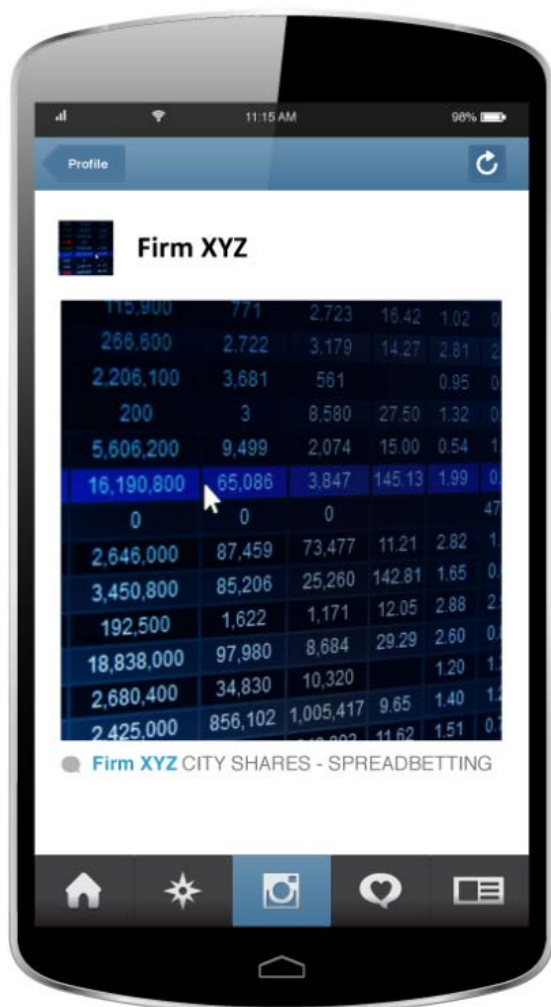 11:15 AM 98%
Profile
Firm XYZ
115,900 771 2,723 16.42 1.02
266,600 2,722 3,179 14.27 2.81
2,206,100 3,681 561 0.95
200 3 8,580 27.50 1.32
5,606,200 9,499 2,074 15.00 0.54
16,190,800 65,086 3,847 145.13 1.99
0 0 0
2,646,000 87,459 73,477 11.21 2.82
3,450,800 85,206 25,260 142.81 1.65
192,500 1,622 1,171 12.05 2.88
18,838,000 97,980 8,684 29.29 2.60
2,680,400 34,830 10,320 1.20
2,425,000 856,102 1,005,417 9.65 1.40
11.62 1.51
Firm XYZ CITY SHARES - SPREADBETTING